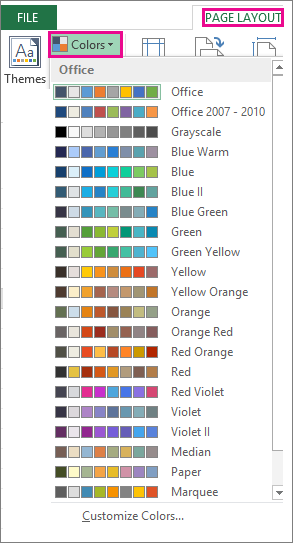 FILE
PAGE LAYOUT
Themes
Colors
Office
Office
Office 2007 - 2010
Grayscale
Blue Warm
Blue
Blue II
Blue Green
Green
Green Yellow
Yellow
Yellow Orange
Orange
Orange Red
Red Orange
Red
Red Violet
Violet
Violet II
Median
Paper
Marquee
Customize Colors...